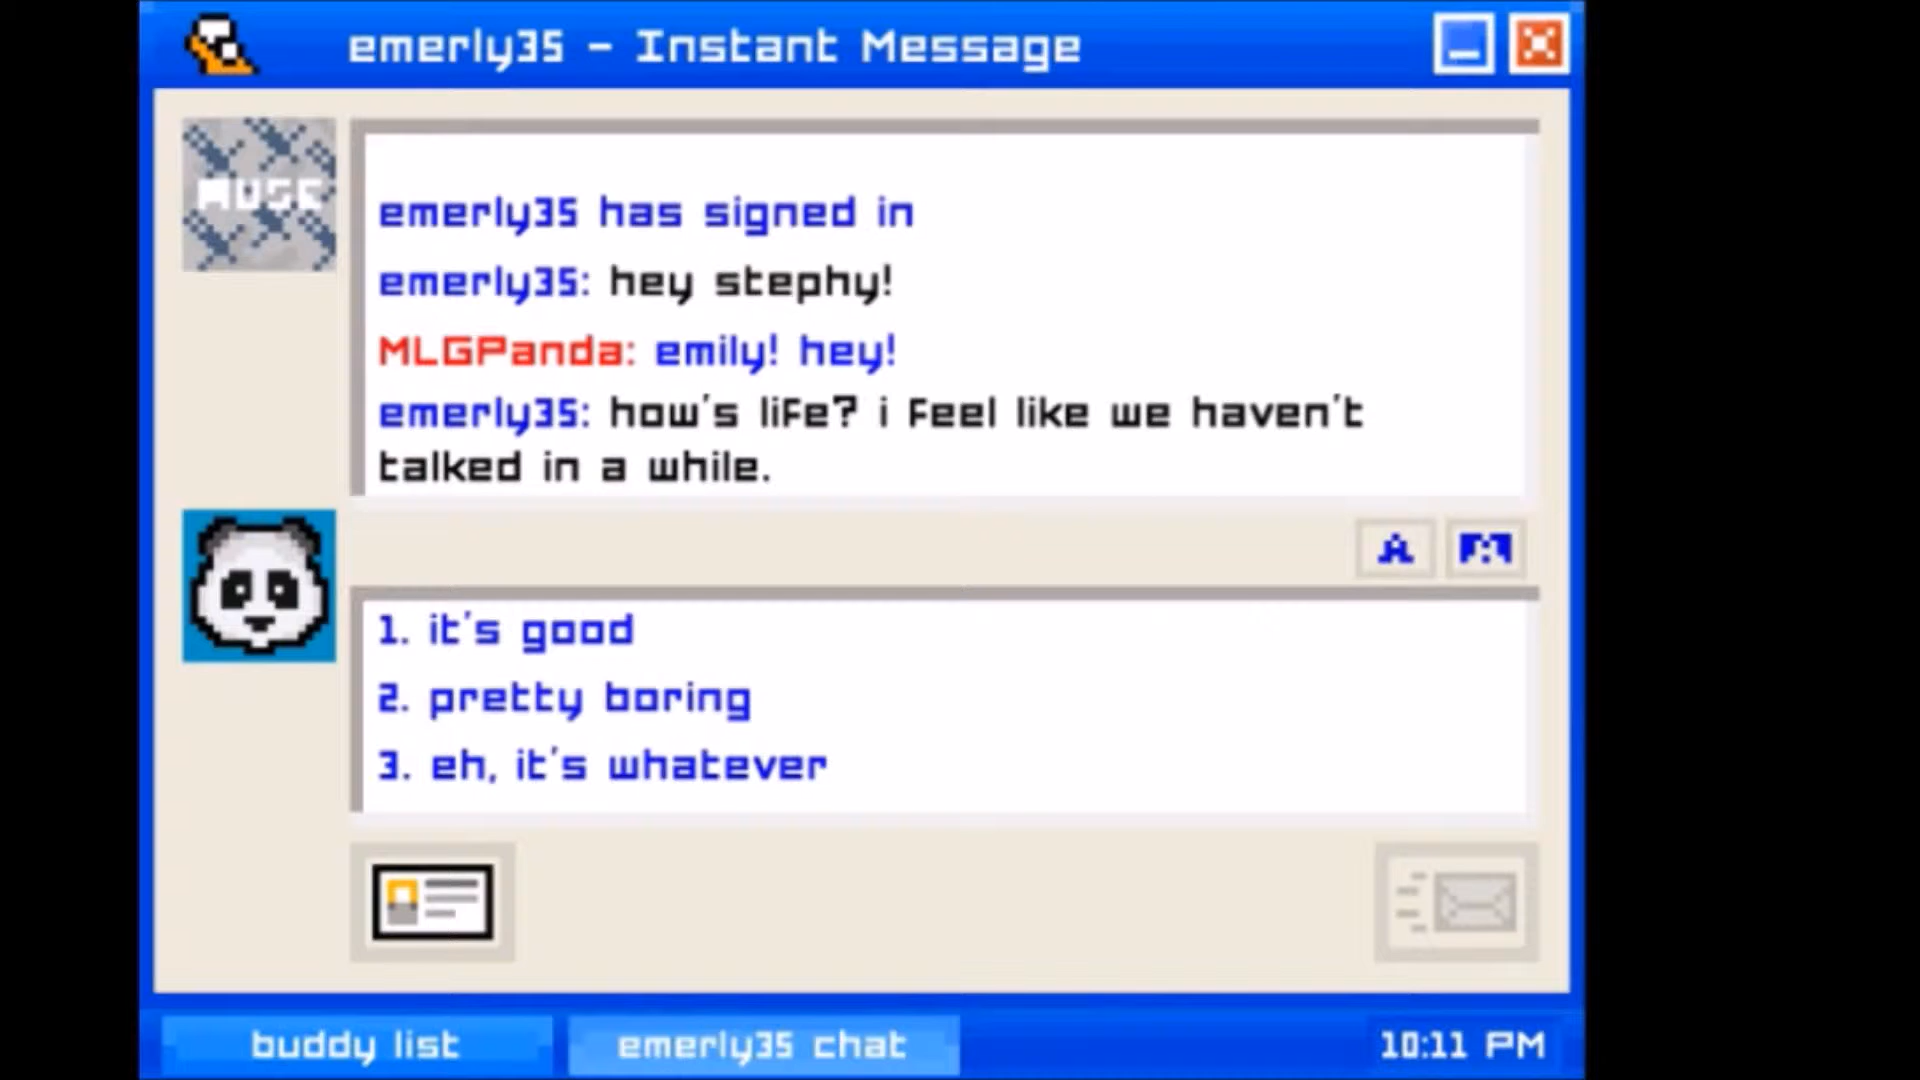 emerly35 - Instant Message
MUSE
emerly35 has signed in
emerly35: hey stephy!
MLGPanda: emily! hey!
emerly35: how's life? i feel like we haven't
talked in a while.
A
1. it's good
2. pretty boring
3. eh, it's whatever
buddy list
emerly35 chat
10:11 PM